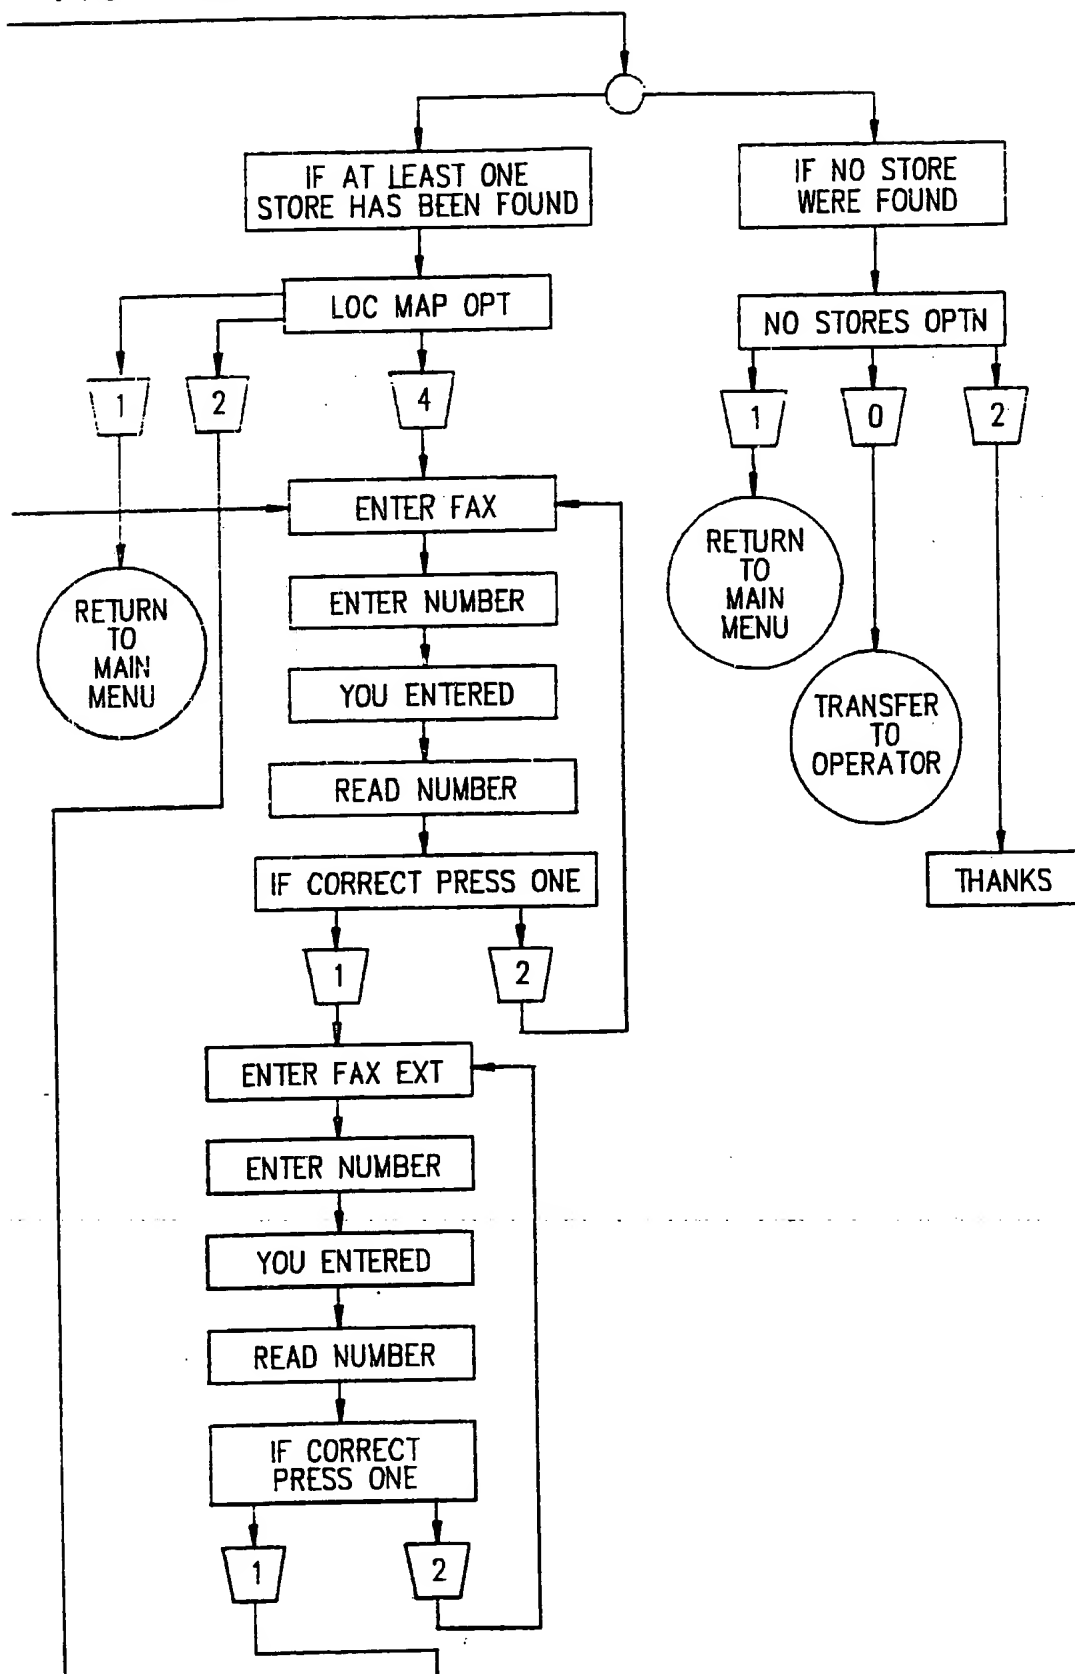 IF AT LEAST ONE
STORE HAS BEEN FOUND
IF NO STORE
WERE FOUND
LOC MAP OPT
NO STORES OPTN
1
2
4
1
0
2
ENTER FAX
RETURN
TO
MAIN
MENU
ENTER NUMBER
RETURN
TO
MAIN
MENU
YOU ENTERED
TRANSFER
TO
OPERATOR
READ NUMBER
IF CORRECT PRESS ONE
THANKS
1
2
ENTER FAX EXT
ENTER NUMBER
YOU ENTERED
READ NUMBER
IF CORRECT
PRESS ONE
1
2